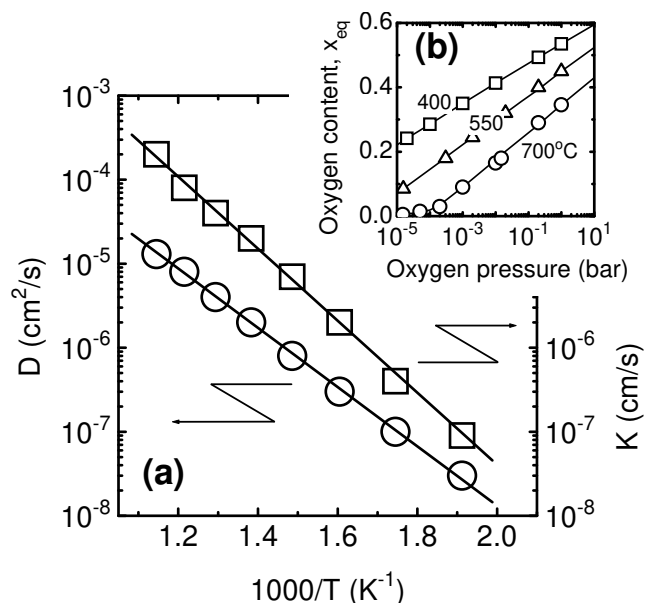 0.6
0.4
0.2
0.0
Oxygen content, x_eq
(b)
400
550
700°C
10^-5 10^-3 10^-1 10^1
Oxygen pressure (bar)
10^-3
10^-4
10^-5
10^-6
10^-7
10^-8
D (cm^2/s)
(a)
10^-6
10^-7
10^-8
K (cm/s)
1.2 1.4 1.6 1.8 2.0
1000/T (K^-1)